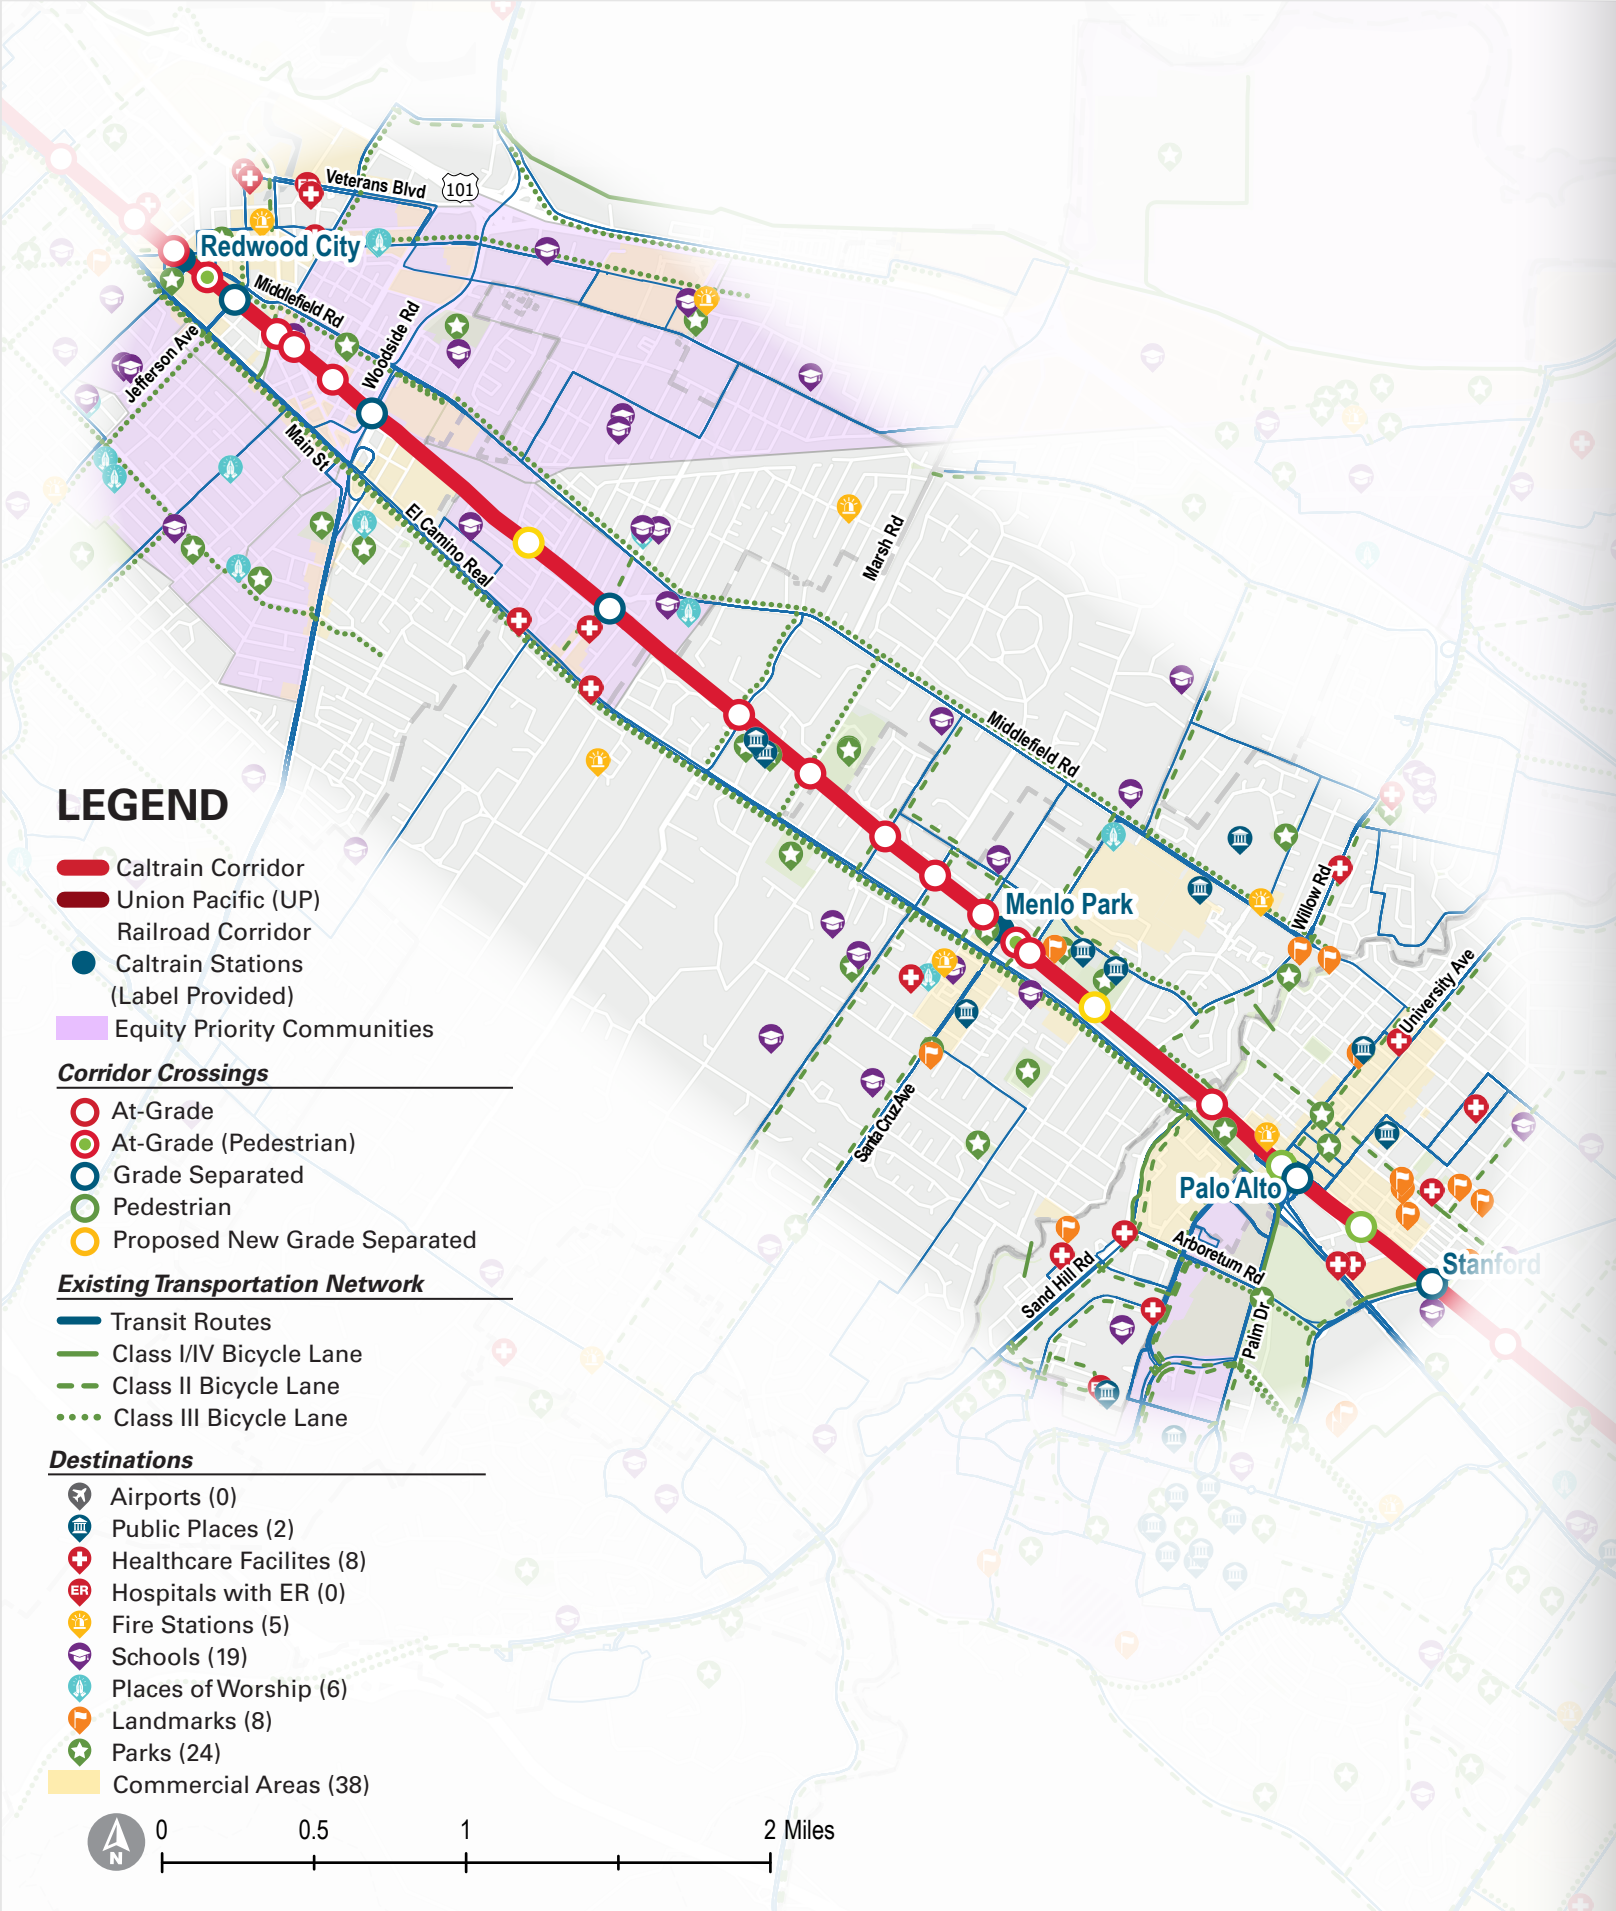 Veterans Blvd
101
Redwood City
Middlefield Rd
Woodside Rd
Jefferson Ave
Main St
El Camino Real
Marsh Rd
Middlefield Rd
Willow Rd
Menlo Park
University Ave
Santa Cruz Ave
Palo Alto
Arboretum Rd
Stanford
Sand Hill Rd
Palm Dr
LEGEND
Caltrain Corridor
Union Pacific (UP)
Railroad Corridor
Caltrain Stations
(Label Provided)
Equity Priority Communities
Corridor Crossings
At-Grade
At-Grade (Pedestrian)
Grade Separated
Pedestrian
Proposed New Grade Separated
Existing Transportation Network
Transit Routes
Class I/IV Bicycle Lane
Class II Bicycle Lane
Class III Bicycle Lane
Destinations
Airports (0)
Public Places (2)
Healthcare Facilites (8)
ER Hospitals with ER (0)
Fire Stations (5)
Schools (19)
Places of Worship (6)
Landmarks (8)
Parks (24)
Commercial Areas (38)
N
0 0.5 1 2 Miles